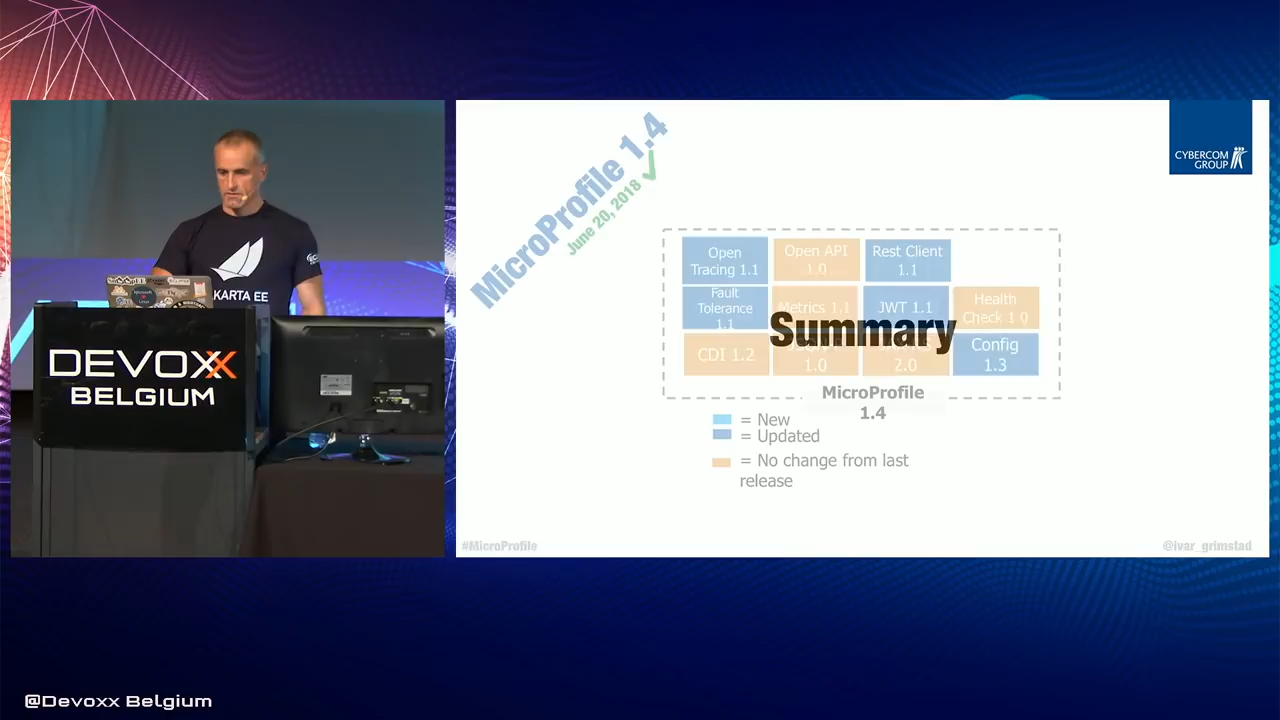 MicroProfile 1.4
June 20, 2018
CYBERCOM
GROUP
Open
Tracing 1.1
Open API
1.0
Rest Client
1.1
Fault
Tolerance
1.1
Metrics 1.1
JWT 1.1
Health
Check 1 0
Summary
CDI 1.2
1.0
2.0
Config
1.3
MicroProfile
1.4
= New
= Updated
= No change from last
release
#MicroProfile
@ivar_grimstad
KARTA EE
DEVOXX
BELGIUM
@Devoxx Belgium